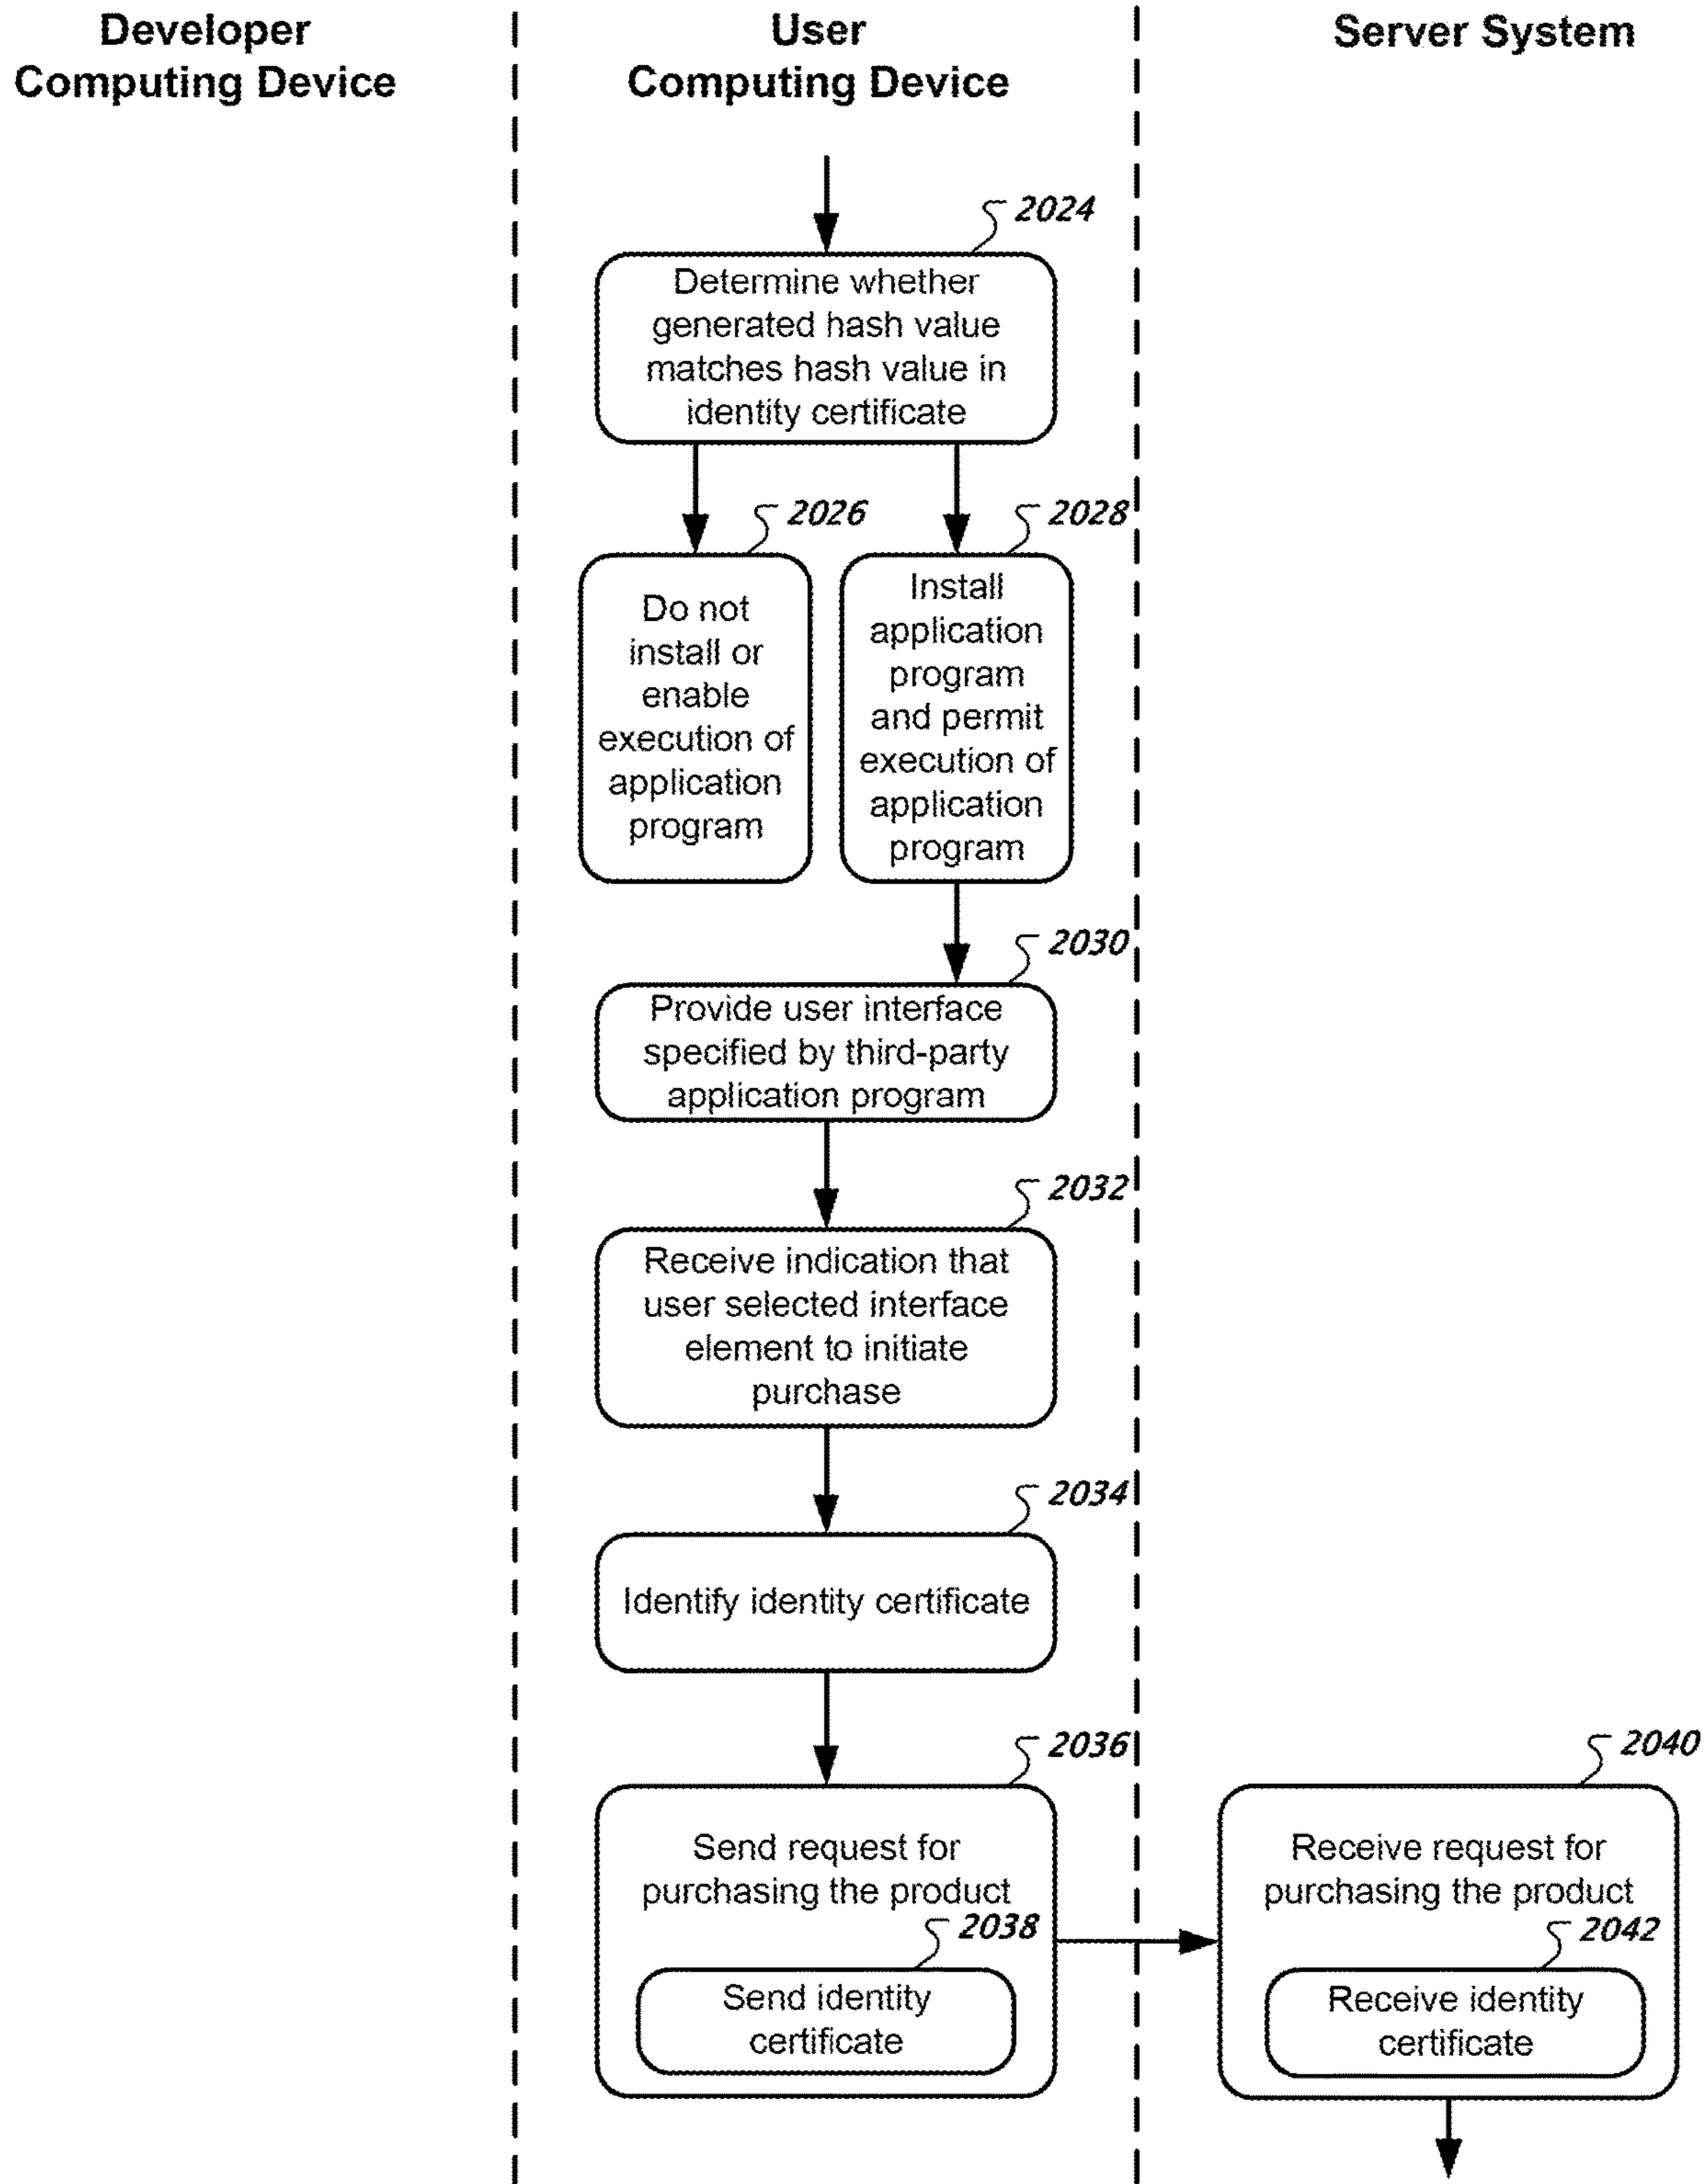 Developer
Computing Device
User
Computing Device
Server System
2024
Determine whether
generated hash value
matches hash value in
identity certificate
2026
Do not
install or
enable
execution of
application
program
2028
Install
application
program
and permit
execution of
application
program
2030
Provide user interface
specified by third-party
application program
2032
Receive indication that
user selected interface
element to initiate
purchase
2034
Identify identity certificate
2036
Send request for
purchasing the product
2038
Send identity
certificate
2040
Receive request for
purchasing the product
2042
Receive identity
certificate